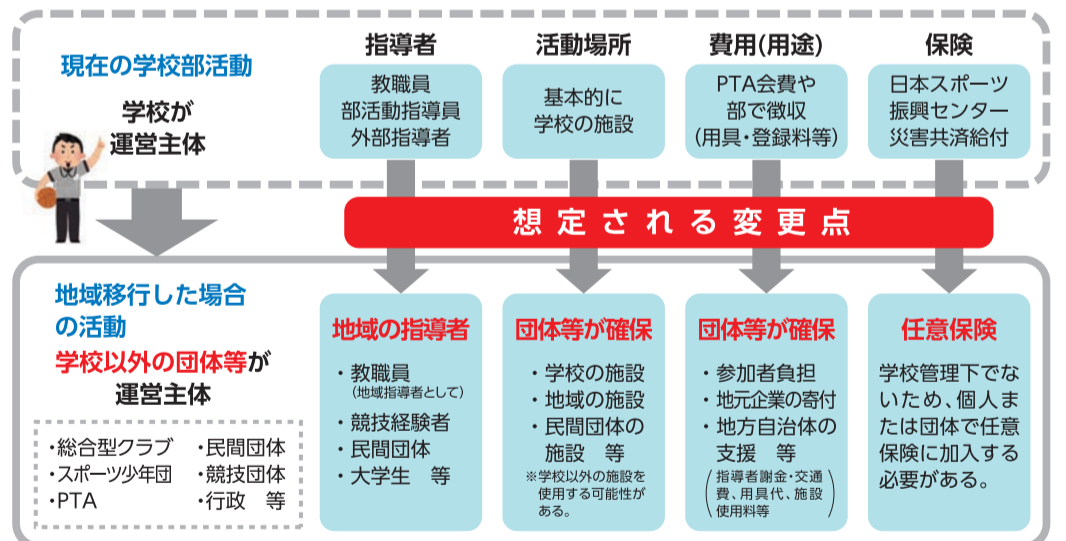 現在の学校部活動
学校が
運営主体
指導者
教職員
部活動指導員
外部指導者
活動場所
基本的に
学校の施設
費用(用途)
PTA会費や
部で徴収
(用具・登録料等)
保険
日本スポーツ
振興センター
災害共済給付
想定される変更点
地域移行した場合
の活動
学校以外の団体等が
運営主体
・総合型クラブ
・スポーツ少年団
・PTA
・民間団体
・競技団体
・行政 等
地域の指導者
・教職員
(地域指導者として)
・競技経験者
・民間団体
・大学生 等
団体等が確保
・学校の施設
・地域の施設
・民間団体の
施設 等
※学校以外の施設を
使用する可能性が
ある。
団体等が確保
・参加者負担
・地元企業の寄付
・地方自治体の
支援 等
(指導者謝金・交通
費、用具代、施設
使用料等)
任意保険
学校管理下でな
いため、個人ま
たは団体で任意
保険に加入する
必要がある。